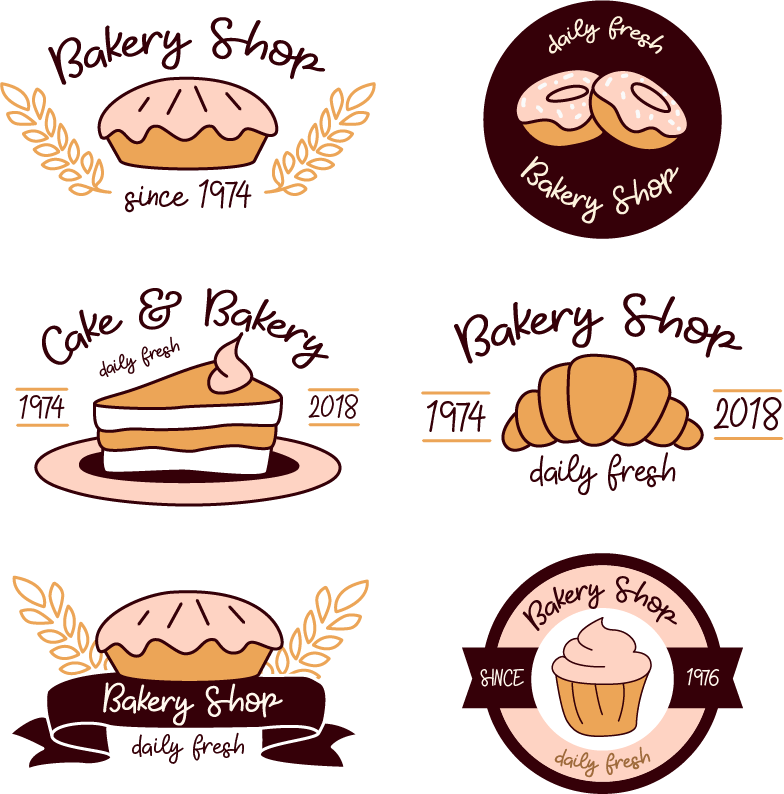 Bakery Shop
since 1974
daily fresh
Bakery Shop
Cake & Bakery
daily fresh
1974
2018
Bakery Shop
1974
2018
daily fresh
Bakery Shop
daily fresh
Bakery Shop
SINCE
1976
daily fresh